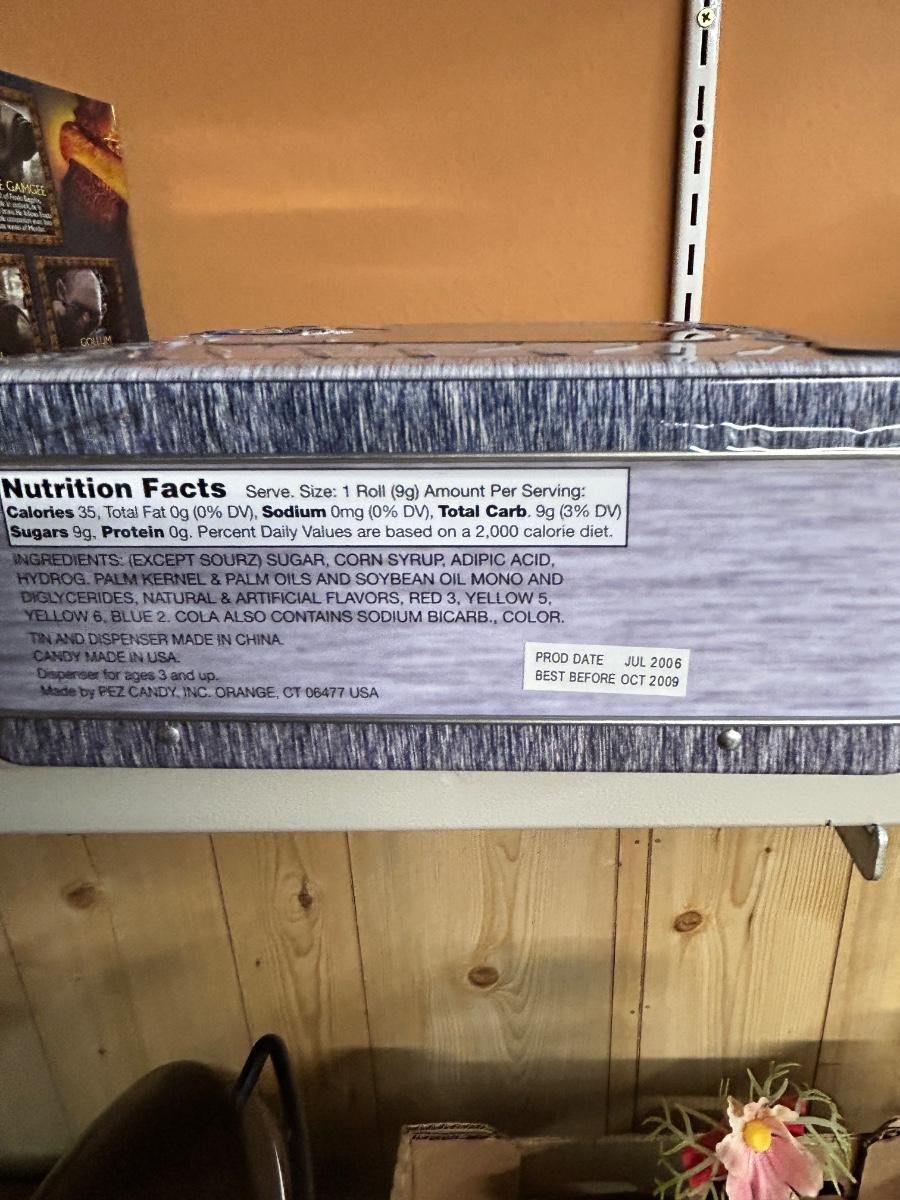 E GAMGEE
GOLLUM
Nutrition Facts Serve. Size: 1 Roll (9g) Amount Per Serving:
Calories 35, Total Fat 0g (0% DV), Sodium 0mg (0% DV), Total Carb. 9g (3% DV)
Sugars 9g, Protein 0g. Percent Daily Values are based on a 2,000 calorie diet.
INGREDIENTS: (EXCEPT SOURZ) SUGAR, CORN SYRUP, ADIPIC ACID,
HYDROG. PALM KERNEL & PALM OILS AND SOYBEAN OIL MONO AND
DIGLYCERIDES, NATURAL & ARTIFICIAL FLAVORS, RED 3, YELLOW 5,
YELLOW 6, BLUE 2. COLA ALSO CONTAINS SODIUM BICARB., COLOR.
TIN AND DISPENSER MADE IN CHINA.
CANDY MADE IN USA.
Dispenser for ages 3 and up.
Made by PEZ CANDY, INC. ORANGE, CT 06477 USA
PROD DATE JUL 2006
BEST BEFORE OCT 2009